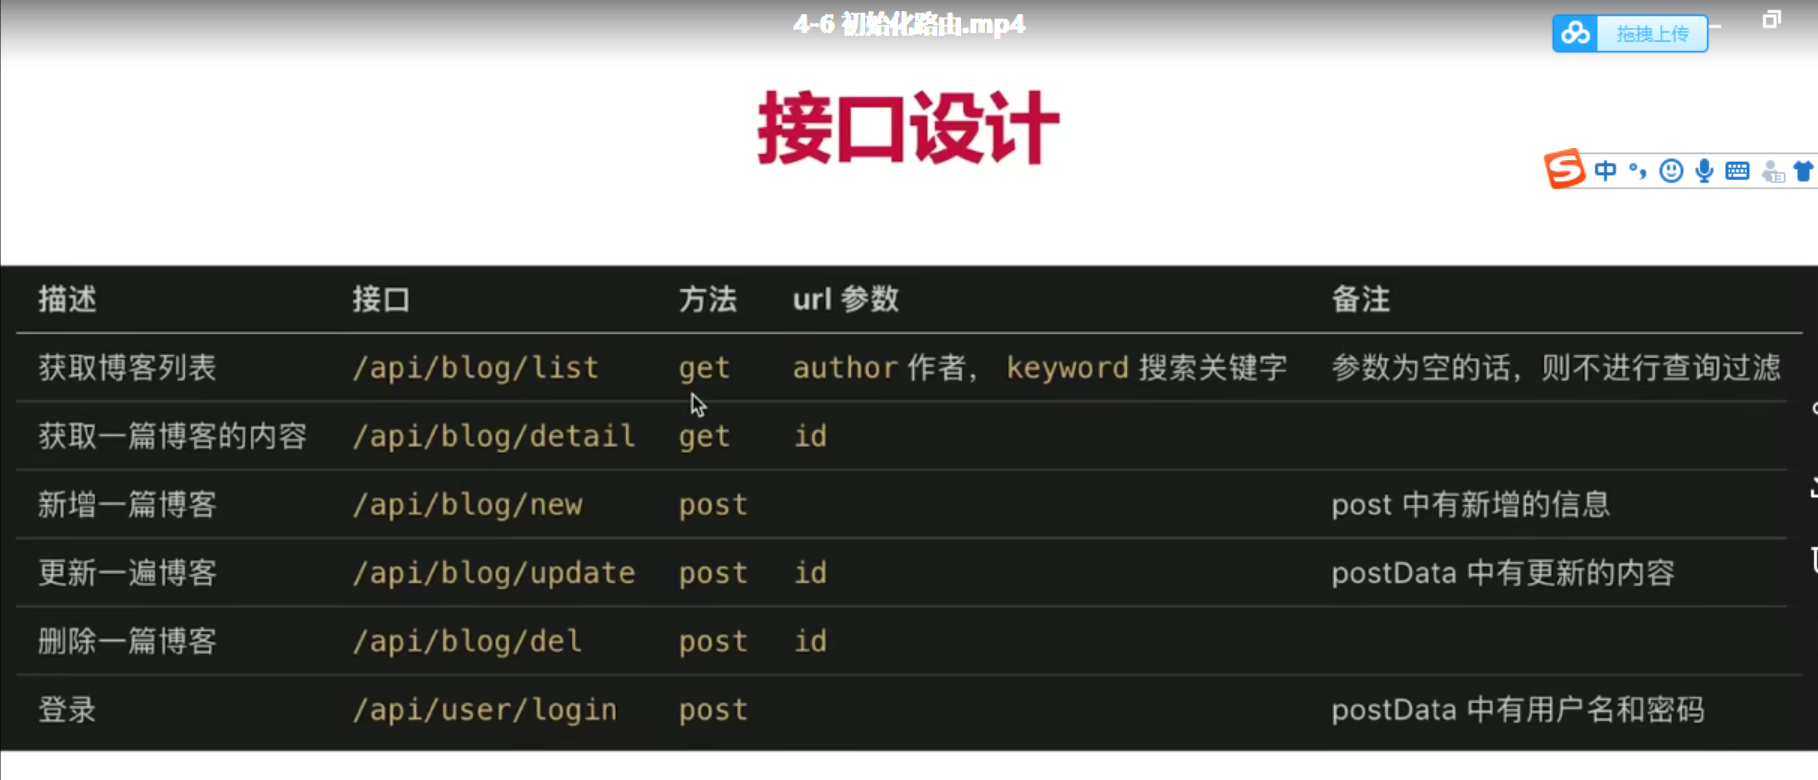 4-6 初始化路由.mp4
拖拽上传
接口设计
中
描述 接口 方法 url 参数 备注
获取博客列表 /api/blog/list get author 作者， keyword 搜索关键字 参数为空的话，则不进行查询过滤
获取一篇博客的内容 /api/blog/detail get id
新增一篇博客 /api/blog/new post post 中有新增的信息
更新一遍博客 /api/blog/update post id postData 中有更新的内容
删除一篇博客 /api/blog/del post id
登录 /api/user/login post postData 中有用户名和密码